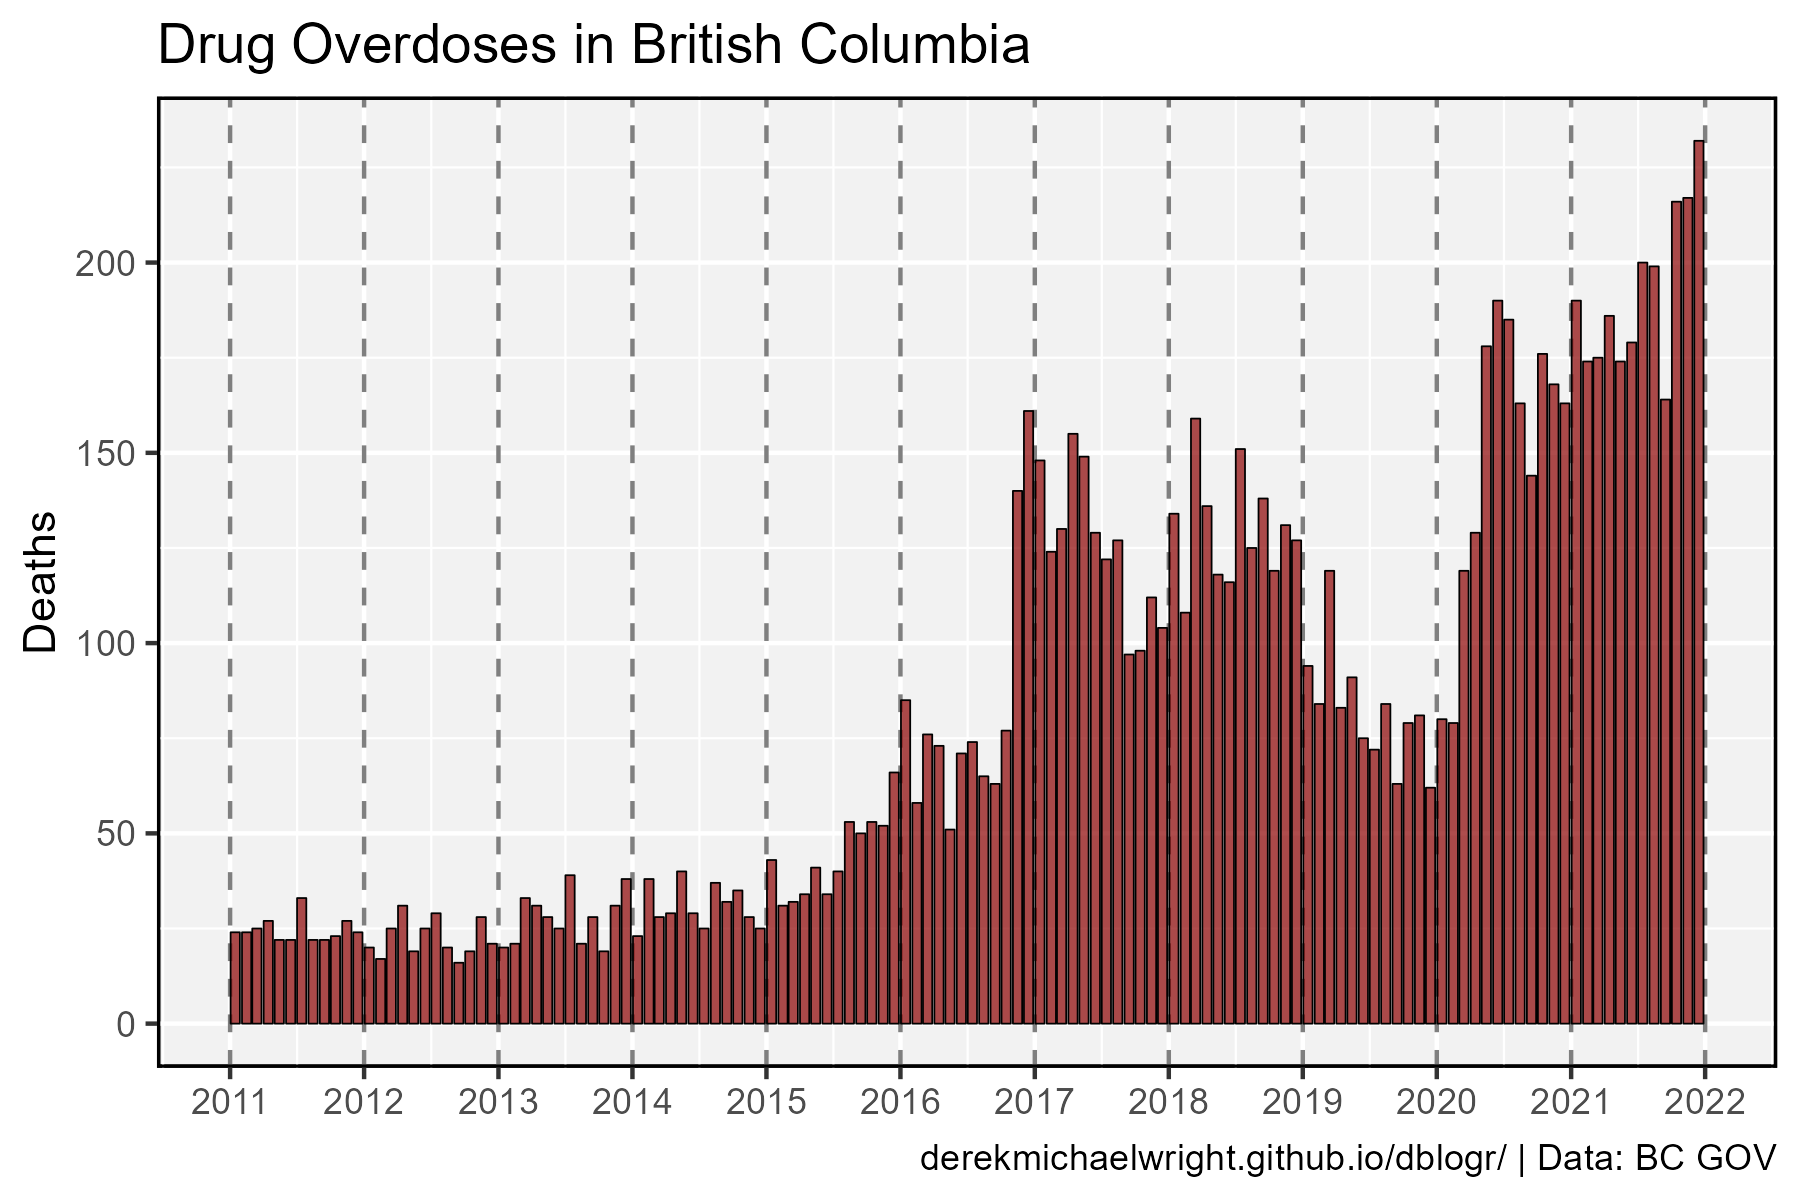 Drug Overdoses in British Columbia
Deaths
200
150
100
50
0
2011 2012 2013 2014 2015 2016 2017 2018 2019 2020 2021 2022
derekmichaelwright.github.io/dblogr/ | Data: BC GOV